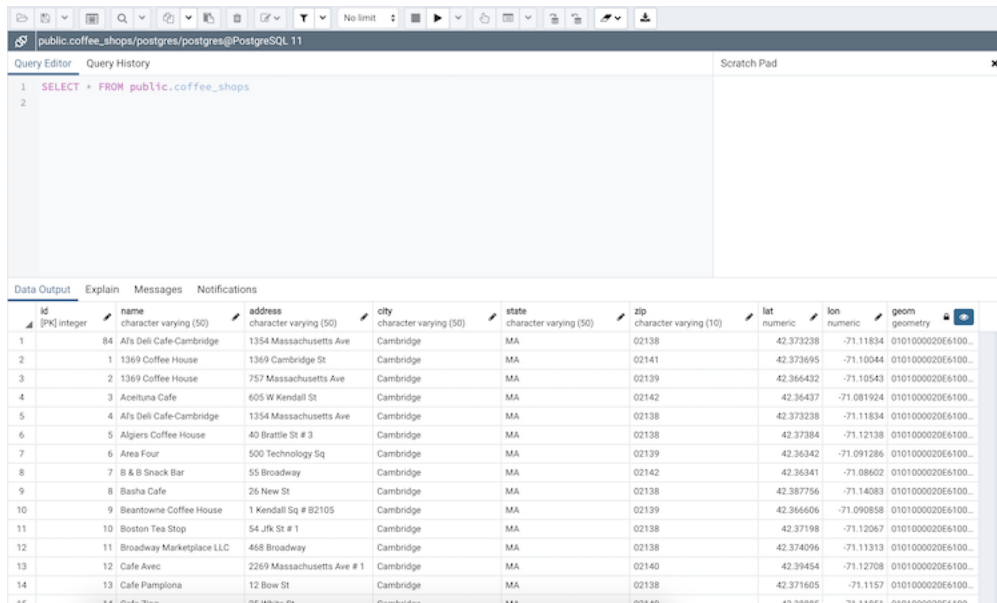 No limit
public.coffee_shops/postgres/postgres@PostgreSQL 11
Query Editor Query History Scratch Pad
1 SELECT * FROM public.coffee_shops
2
Data Output Explain Messages Notifications
id name address city state zip lat lon geom
[PK] integer character varying (50) character varying (50) character varying (50) character varying (50) character varying (10) numeric numeric geometry
1 84 Al's Deli Cafe-Cambridge 1354 Massachusetts Ave Cambridge MA 02138 42.373238 -71.11834 0101000020E6100...
2 1 1369 Coffee House 1369 Cambridge St Cambridge MA 02141 42.373695 -71.10044 0101000020E6100...
3 2 1369 Coffee House 757 Massachusetts Ave Cambridge MA 02139 42.366432 -71.10543 0101000020E6100...
4 3 Aceituna Cafe 605 W Kendall St Cambridge MA 02142 42.36437 -71.081924 0101000020E6100...
5 4 Al's Deli Cafe-Cambridge 1354 Massachusetts Ave Cambridge MA 02138 42.373238 -71.11834 0101000020E6100...
6 5 Algiers Coffee House 40 Brattle St # 3 Cambridge MA 02138 42.37384 -71.12138 0101000020E6100...
7 6 Area Four 500 Technology Sq Cambridge MA 02139 42.36342 -71.091286 0101000020E6100...
8 7 B & B Snack Bar 55 Broadway Cambridge MA 02142 42.36341 -71.08602 0101000020E6100...
9 8 Basha Cafe 26 New St Cambridge MA 02138 42.387756 -71.14083 0101000020E6100...
10 9 Beantowne Coffee House 1 Kendall Sq # B2105 Cambridge MA 02139 42.366606 -71.090858 0101000020E6100...
11 10 Boston Tea Stop 54 Jfk St # 1 Cambridge MA 02138 42.37198 -71.12067 0101000020E6100...
12 11 Broadway Marketplace LLC 468 Broadway Cambridge MA 02138 42.374096 -71.11313 0101000020E6100...
13 12 Cafe Avec 2269 Massachusetts Ave # 1 Cambridge MA 02140 42.39454 -71.12708 0101000020E6100...
14 13 Cafe Pamplona 12 Bow St Cambridge MA 02138 42.371605 -71.1157 0101000020E6100...